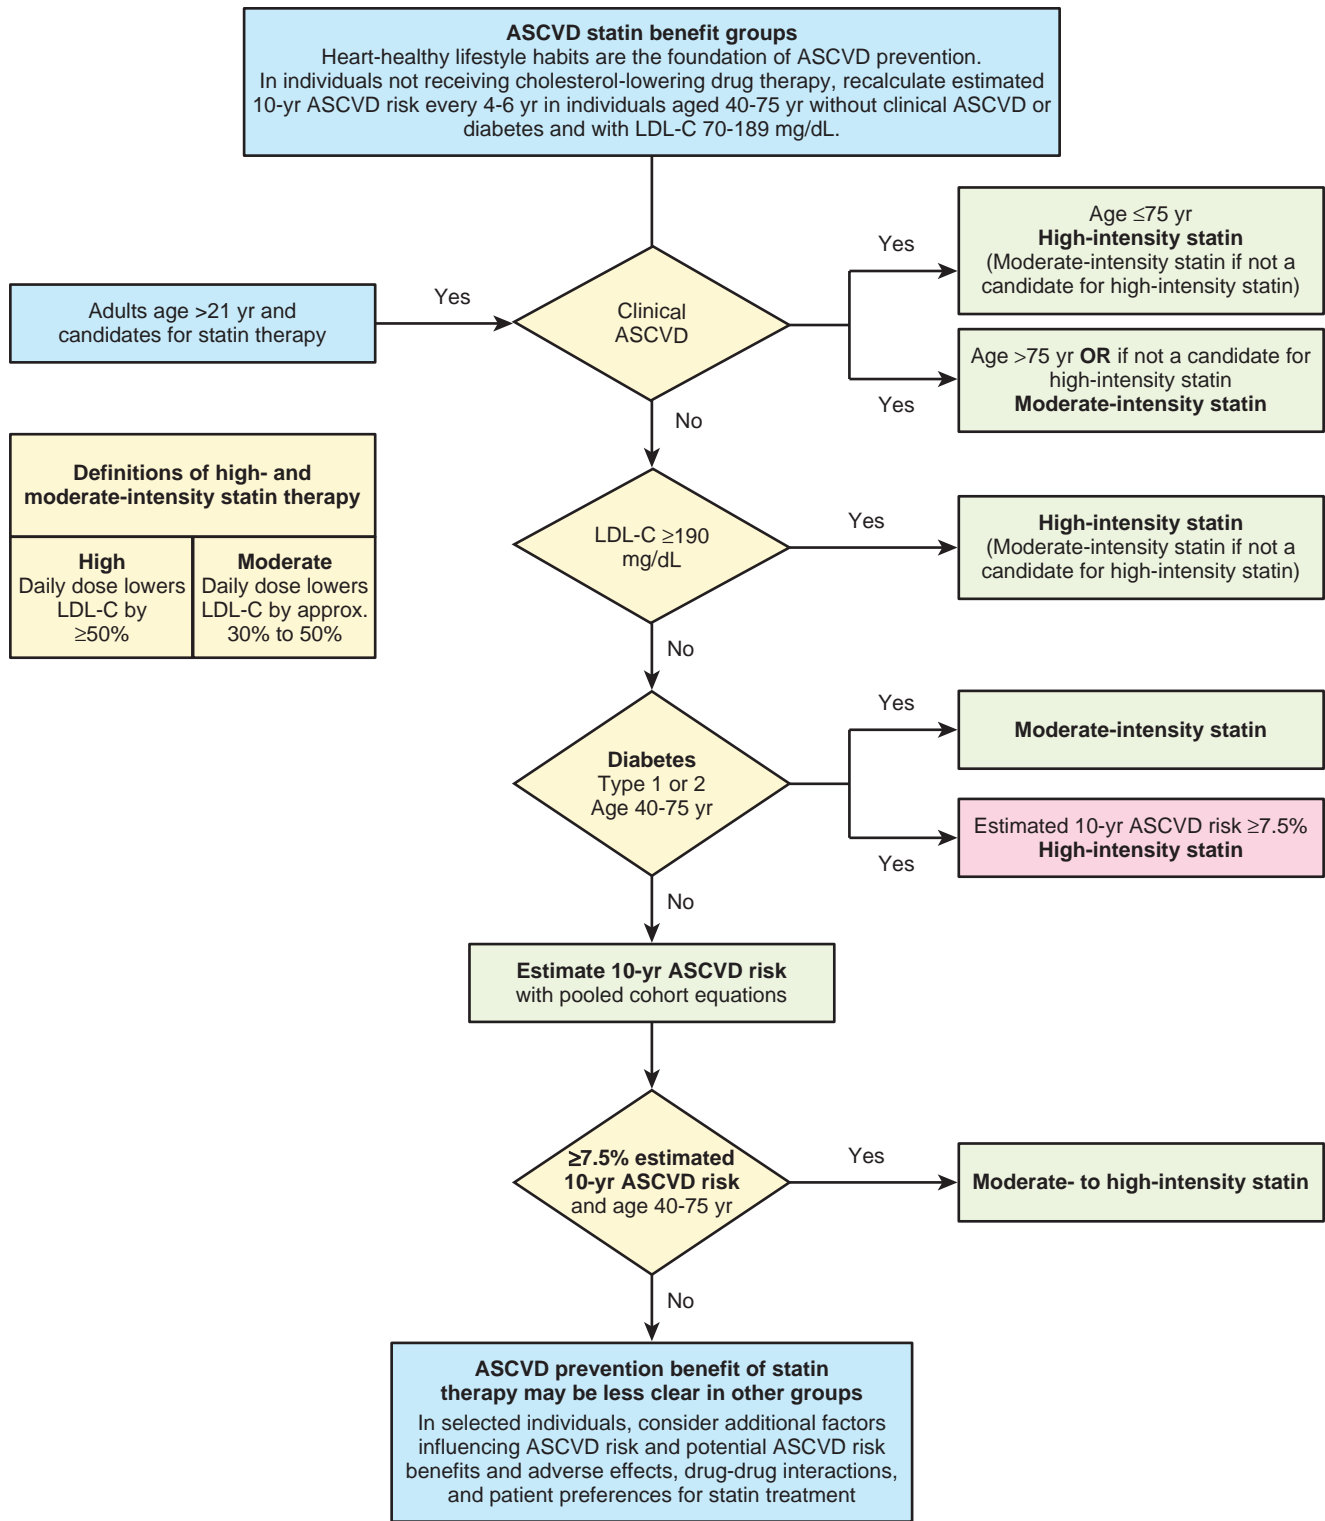 ASCVD statin benefit groups
Heart-healthy lifestyle habits are the foundation of ASCVD prevention.
In individuals not receiving cholesterol-lowering drug therapy, recalculate estimated
10-yr ASCVD risk every 4-6 yr in individuals aged 40-75 yr without clinical ASCVD or
diabetes and with LDL-C 70-189 mg/dL.
Adults age >21 yr and
candidates for statin therapy
Yes
Clinical
ASCVD
Yes
Age ≤75 yr
High-intensity statin
(Moderate-intensity statin if not a
candidate for high-intensity statin)
Yes
Age >75 yr OR if not a candidate for
high-intensity statin
Moderate-intensity statin
No
Definitions of high- and
moderate-intensity statin therapy
High
Daily dose lowers
LDL-C by
≥50%
Moderate
Daily dose lowers
LDL-C by approx.
30% to 50%
LDL-C ≥190
mg/dL
Yes
High-intensity statin
(Moderate-intensity statin if not a
candidate for high-intensity statin)
No
Diabetes
Type 1 or 2
Age 40-75 yr
Yes
Moderate-intensity statin
Yes
Estimated 10-yr ASCVD risk ≥7.5%
High-intensity statin
No
Estimate 10-yr ASCVD risk
with pooled cohort equations
≥7.5% estimated
10-yr ASCVD risk
and age 40-75 yr
Yes
Moderate- to high-intensity statin
No
ASCVD prevention benefit of statin
therapy may be less clear in other groups
In selected individuals, consider additional factors
influencing ASCVD risk and potential ASCVD risk
benefits and adverse effects, drug-drug interactions,
and patient preferences for statin treatment